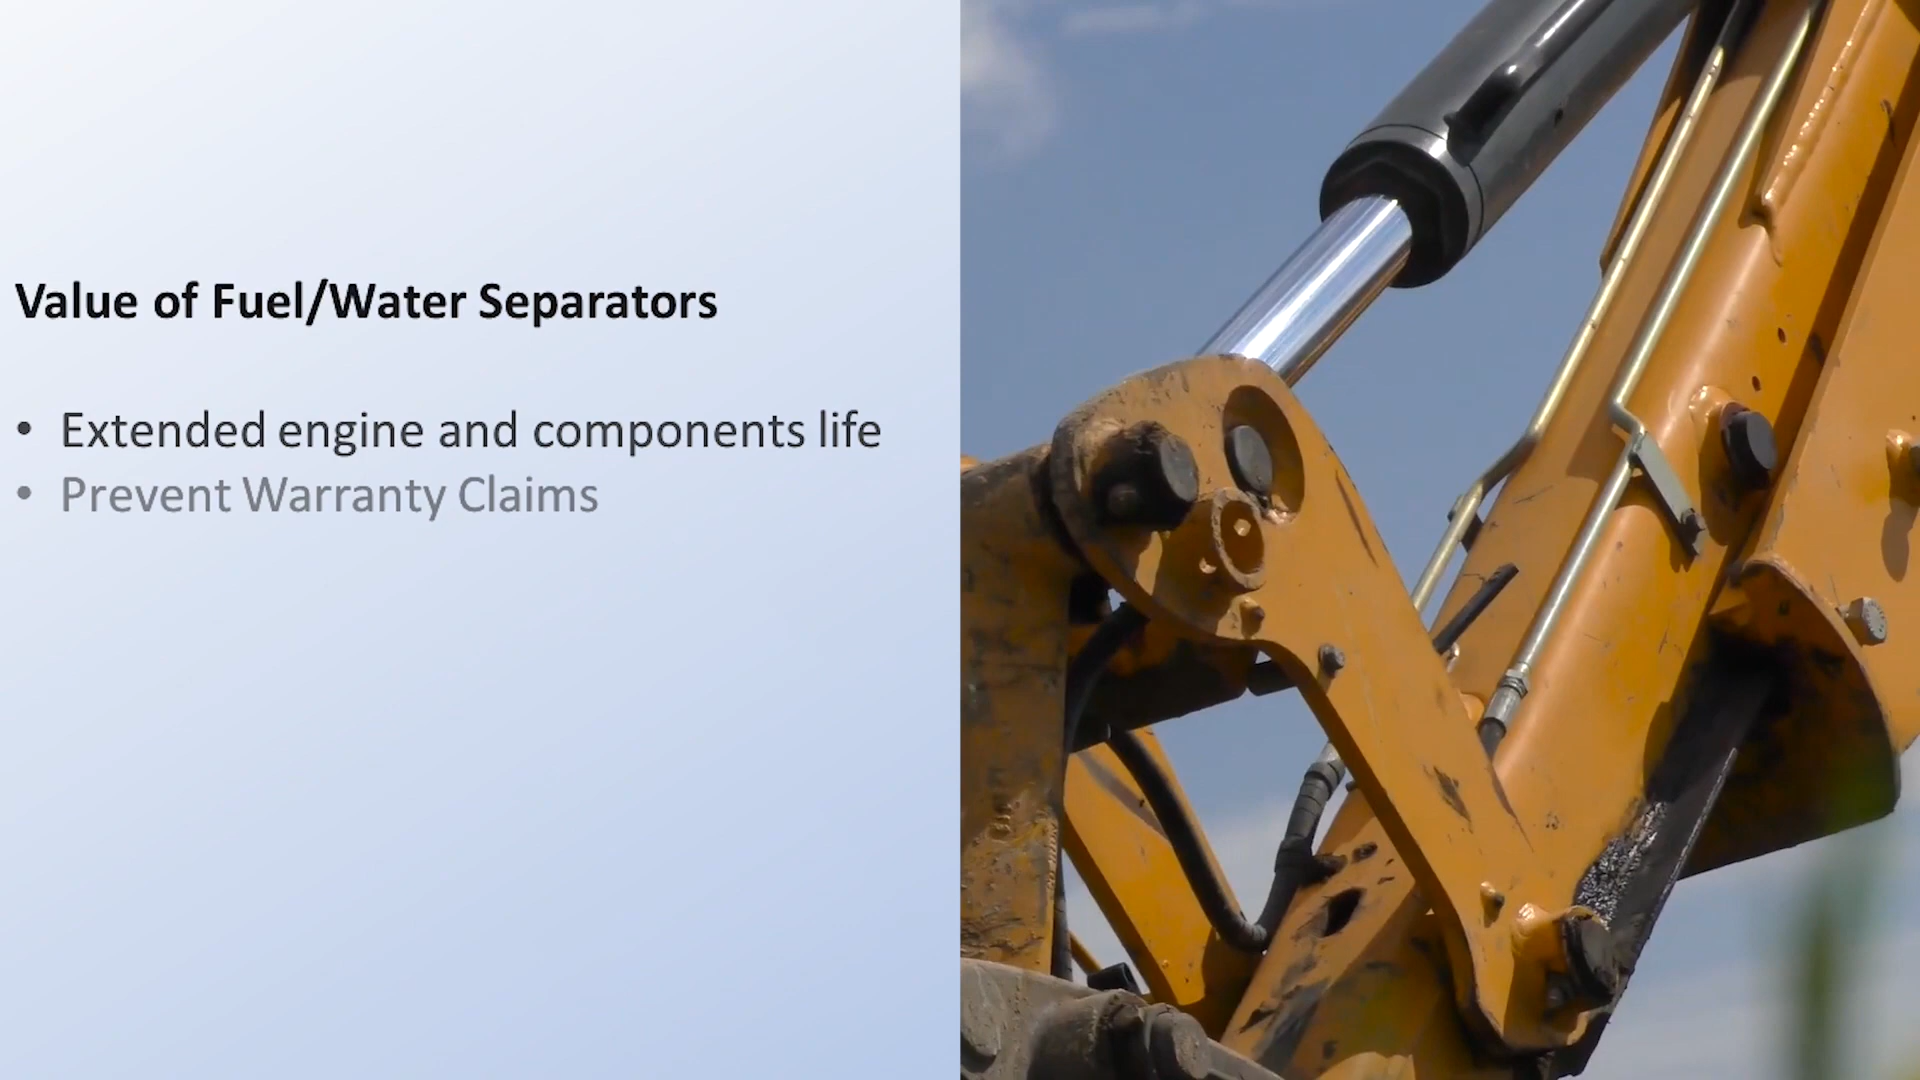 Value of Fuel/Water Separators
• Extended engine and components life
• Prevent Warranty Claims